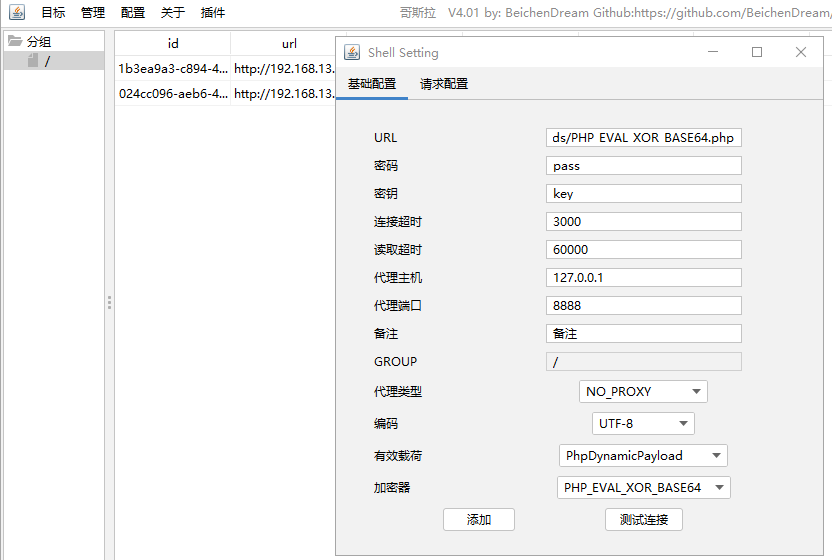 目标 管理 配置 关于 插件 哥斯拉 V4.01 by: BeichenDream Github:https://github.com/BeichenDream/
分组
/
id url
1b3ea9a3-c894-4... http://192.168.13.
024cc096-aeb6-4... http://192.168.13.
Shell Setting
基础配置 请求配置
URL ds/PHP_EVAL_XOR_BASE64.php
密码 pass
密钥 key
连接超时 3000
读取超时 60000
代理主机 127.0.0.1
代理端口 8888
备注 备注
GROUP /
代理类型 NO_PROXY
编码 UTF-8
有效载荷 PhpDynamicPayload
加密器 PHP_EVAL_XOR_BASE64
添加 测试连接